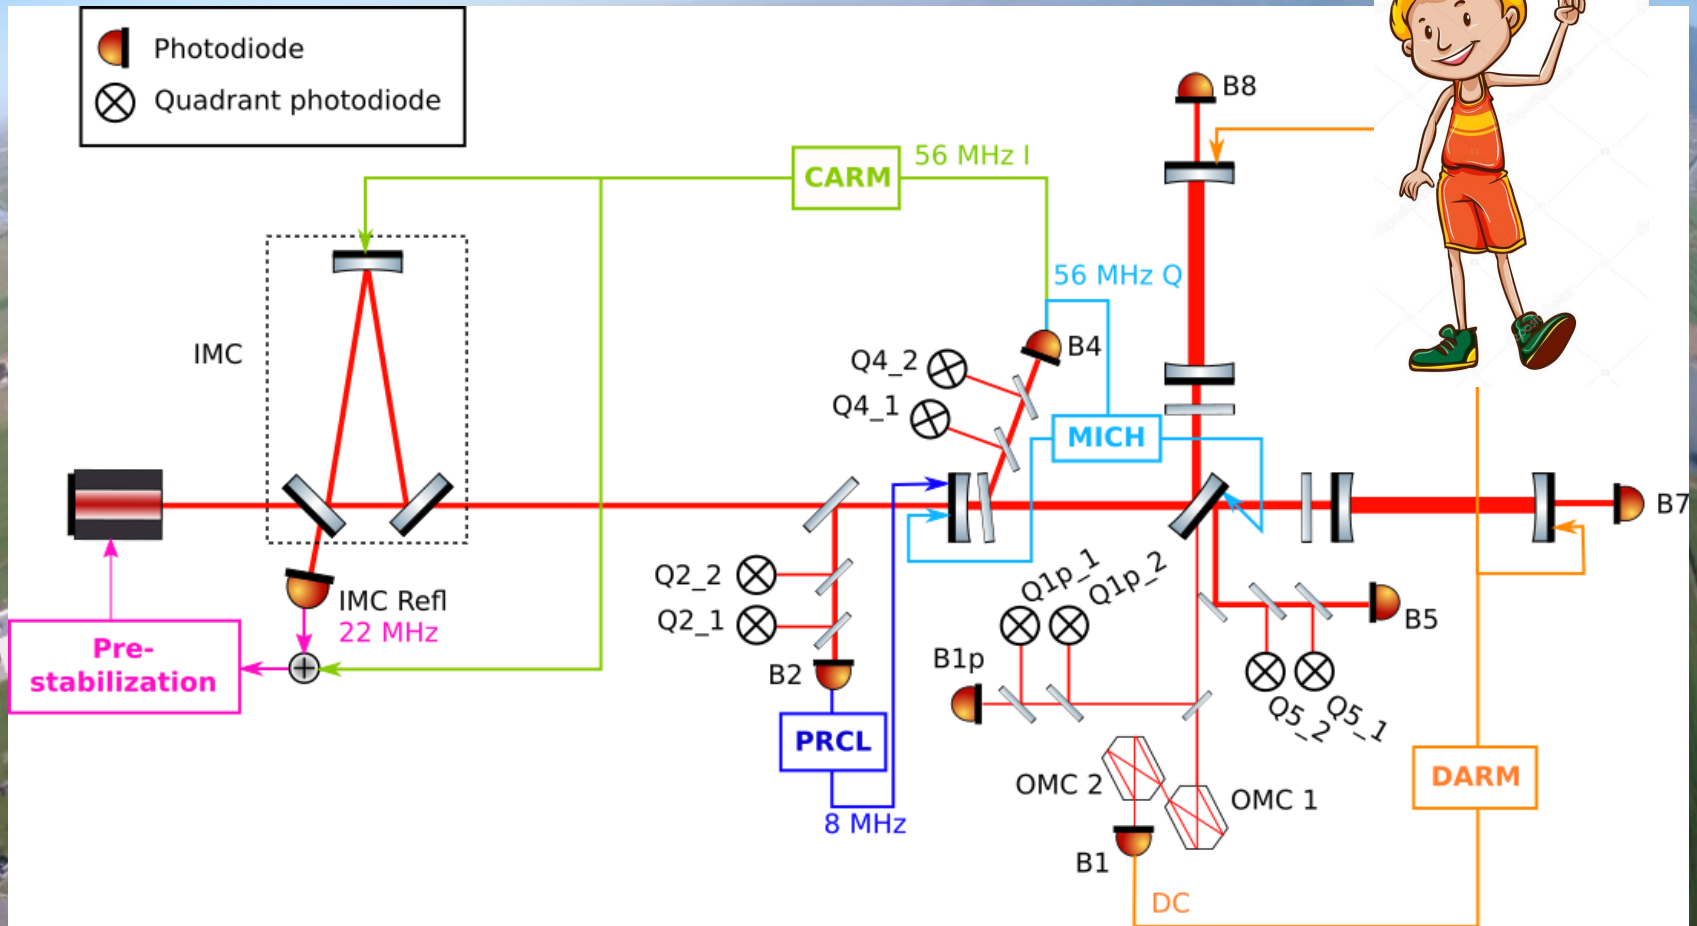 Photodiode
Quadrant photodiode
B8
CARM
56 MHz I
56 MHz Q
IMC
Q4_2
B4
Q4_1
MICH
B7
Q2_2
Q1p_1
Q1p_2
IMC Refl
22 MHz
Q2_1
B5
Pre-
stabilization
B2
B1p
Q5_2
Q5_1
PRCL
OMC 2
OMC 1
DARM
8 MHz
B1
DC